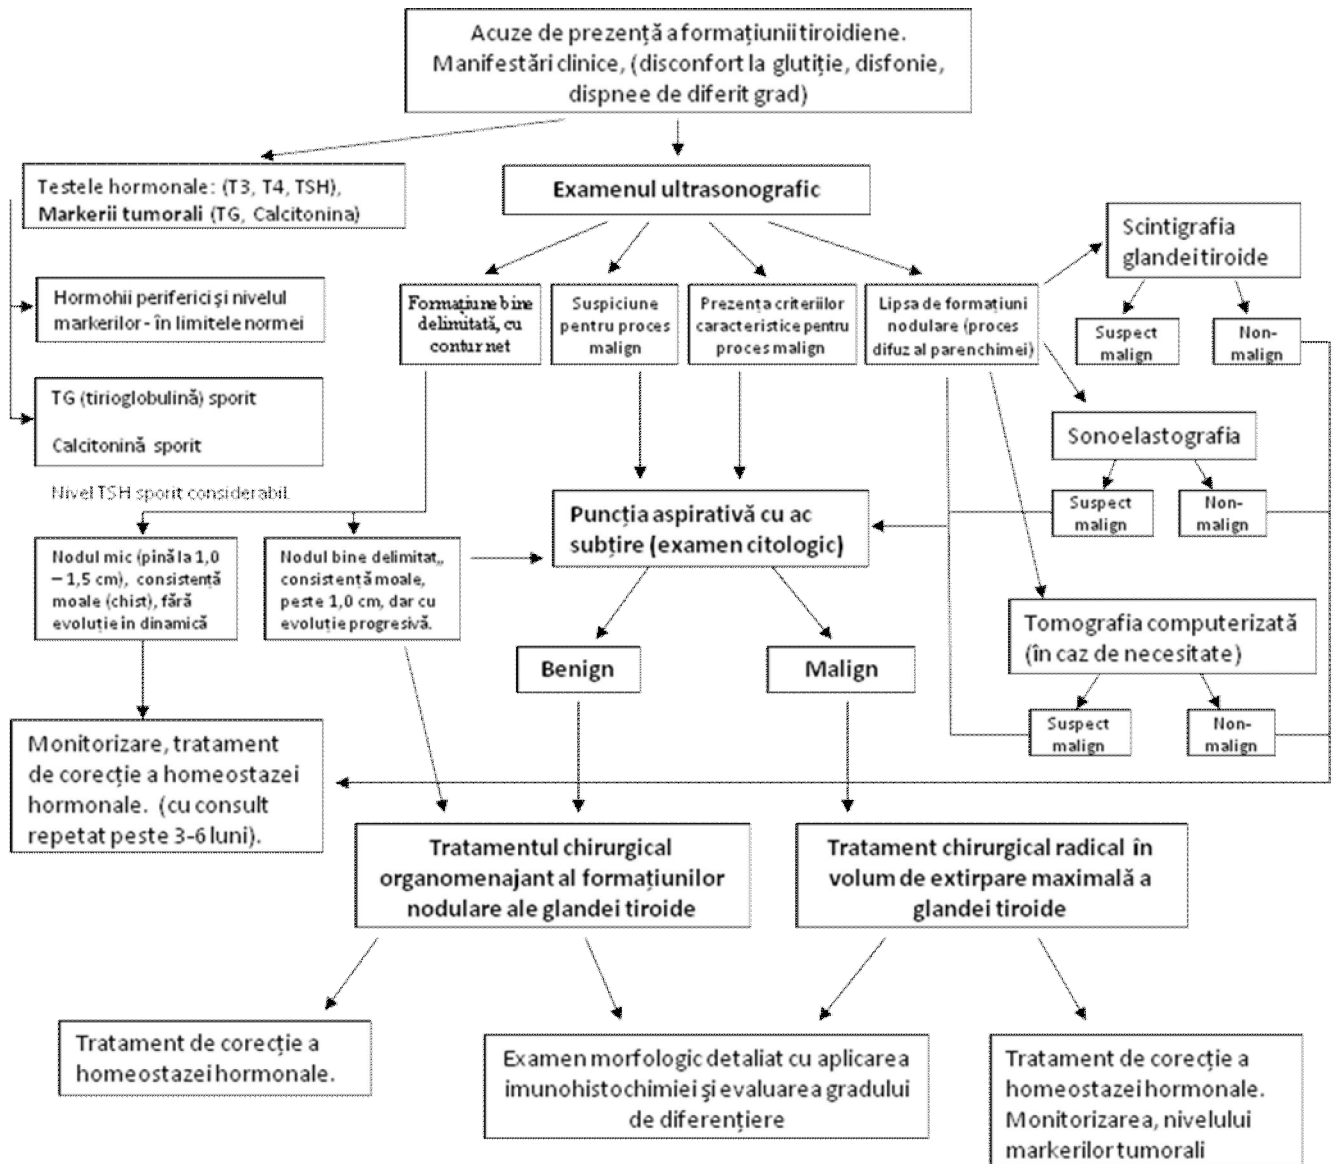 Acuze de prezență a formațiunii tiroidiene.
Manifestări clinice, (disconfort la glutiție, disfonie,
dispnee de diferit grad)
Testele hormonale: (T3, T4, TSH),
Markerii tumorali (TG, Calcitonina)
Examenul ultrasonografic
Scintigrafia
glandei tiroide
Hormohii periferici și nivelul
markerilor - în limitele normei
Formațiune bine
delimitată, cu
contur net
Suspiciune
pentru proces
malign
Prezența criteriilor
caracteristice pentru
proces malign
Lipsa de formațiuni
nodulare (proces
difuz al parenchimei)
Suspect
malign
Non-
malign
TG (tirioglobulină) sporit
Calcitonină sporit
Nivel TSH sporit considerabil.
Sonoelastografia
Suspect
malign
Non-
malign
Puncția aspirativă cu ac
subțire (examen citologic)
Nodul mic (pină la 1,0
– 1,5 cm), consistență
moale (chist), fără
evoluție in dinamică
Nodul bine delimitat,,
consistență moale,
peste 1,0 cm, dar cu
evoluție progresivă.
Tomografia computerizată
(în caz de necesitate)
Benign
Malign
Suspect
malign
Non-
malign
Monitorizare, tratament
de corecție a homeostazei
hormonale. (cu consult
repetat peste 3-6 luni).
Tratamentul chirurgical
organomenajant al formațiunilor
nodulare ale glandei tiroide
Tratament chirurgical radical în
volum de extirpare maximală a
glandei tiroide
Tratament de corecție a
homeostazei hormonale.
Examen morfologic detaliat cu aplicarea
imunohistochimiei și evaluarea gradului
de diferențiere
Tratament de corecție a
homeostazei hormonale.
Monitorizarea, nivelului
markerilor tumorali